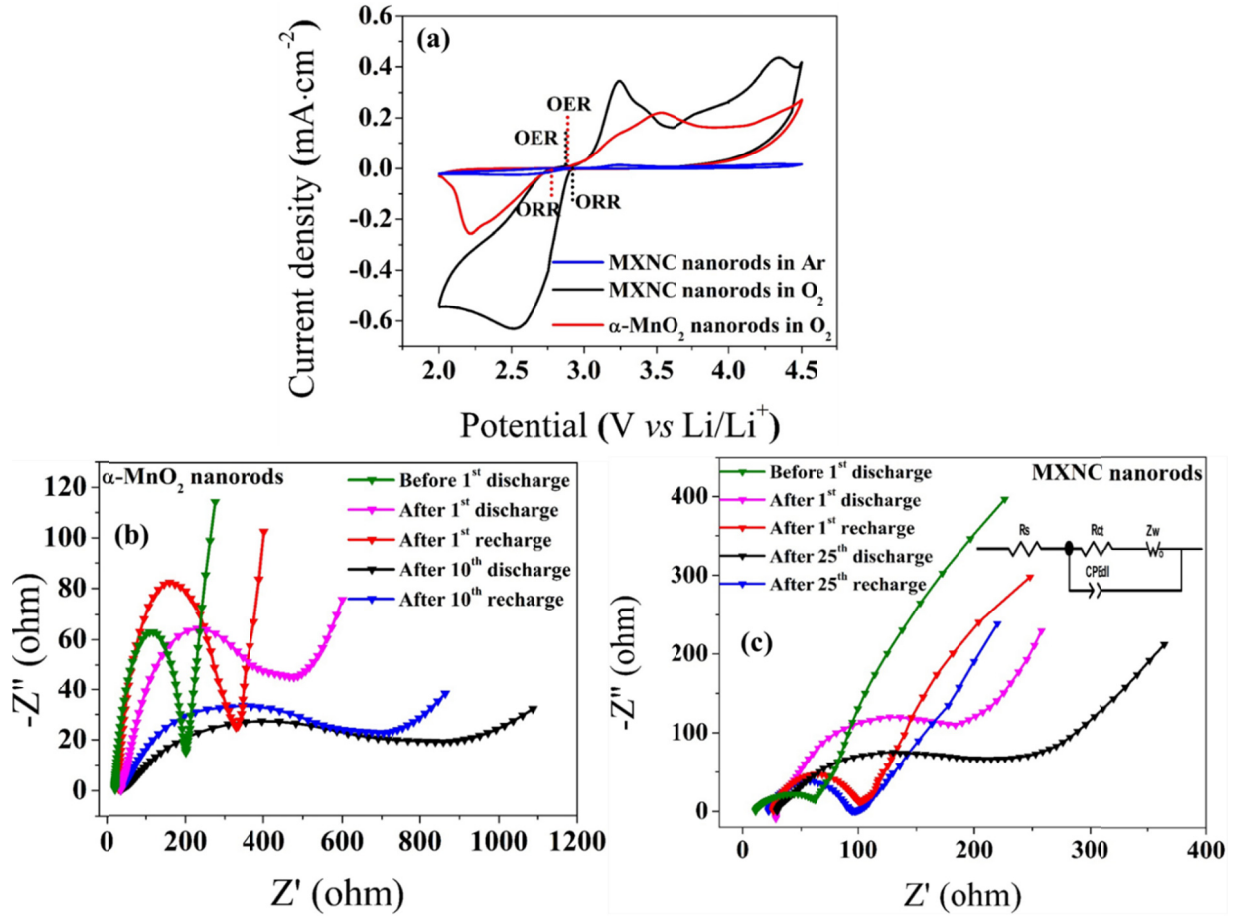 (a)
0.6
0.4
0.2
0.0
-0.2
-0.4
-0.6
Current density (mA·cm⁻²)
OER
OER
ORR
ORR
MXNC nanorods in Ar
MXNC nanorods in O₂
α-MnO₂ nanorods in O₂
2.0 2.5 3.0 3.5 4.0 4.5
Potential (V vs Li/Li⁺)
α-MnO₂ nanorods
(b)
Before 1ˢᵗ discharge
After 1ˢᵗ discharge
After 1ˢᵗ recharge
After 10ᵗʰ discharge
After 10ᵗʰ recharge
120
100
80
60
40
20
0
-Z'' (ohm)
0 200 400 600 800 1000 1200
Z' (ohm)
MXNC nanorods
Before 1ˢᵗ discharge
After 1ˢᵗ discharge
After 1ˢᵗ recharge
After 25ᵗʰ discharge
After 25ᵗʰ recharge
Rs Rct Zw
CPEdl
(c)
400
300
200
100
0
-Z'' (ohm)
0 100 200 300 400
Z' (ohm)